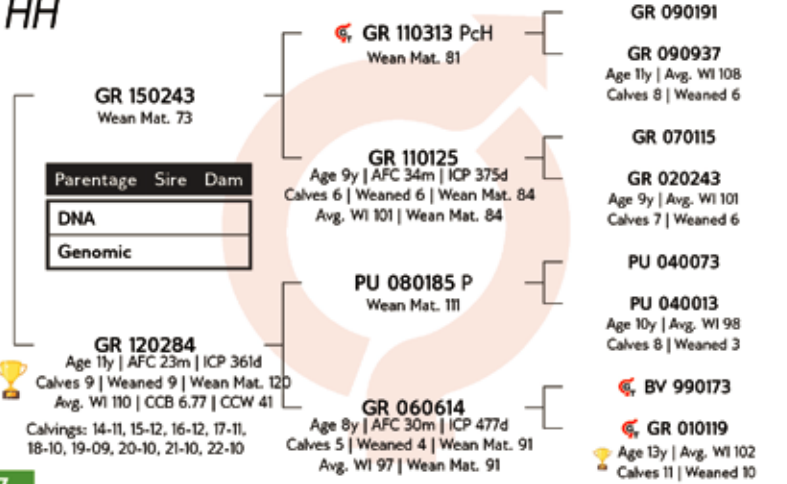 HH
GR 150243
Wean Mat. 73
Parentage Sire Dam
DNA
Genomic
GR 120284
Age 11y | AFC 23m | ICP 361d
Calves 9 | Weaned 9 | Wean Mat. 120
Avg. WI 110 | CCB 6.77 | CCW 41
Calvings: 14-11, 15-12, 16-12, 17-11,
18-10, 19-09, 20-10, 21-10, 22-10
GR 110313 PcH
Wean Mat. 81
GR 110125
Age 9y | AFC 34m | ICP 375d
Calves 6 | Weaned 6 | Wean Mat. 84
Avg. WI 101 | Wean Mat. 84
PU 080185 P
Wean Mat. 111
GR 060614
Age 8y | AFC 30m | ICP 477d
Calves 5 | Weaned 4 | Wean Mat. 91
Avg. WI 97 | Wean Mat. 91
GR 090191
GR 090937
Age 11y | Avg. WI 108
Calves 8 | Weaned 6
GR 070115
GR 020243
Age 9y | Avg. WI 101
Calves 7 | Weaned 6
PU 040073
PU 040013
Age 10y | Avg. WI 98
Calves 8 | Weaned 3
BV 990173
GR 010119
Age 13y | Avg. WI 102
Calves 11 | Weaned 10